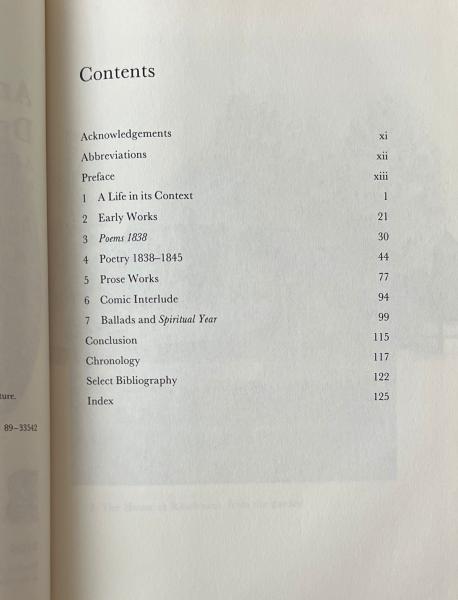 Contents
Acknowledgements xi
Abbreviations xii
Preface xiii
1 A Life in its Context 1
2 Early Works 21
3 Poems 1838 30
4 Poetry 1838–1845 44
5 Prose Works 77
6 Comic Interlude 94
7 Ballads and Spiritual Year 99
Conclusion 115
Chronology 117
Select Bibliography 122
Index 125
ture.
89–33542